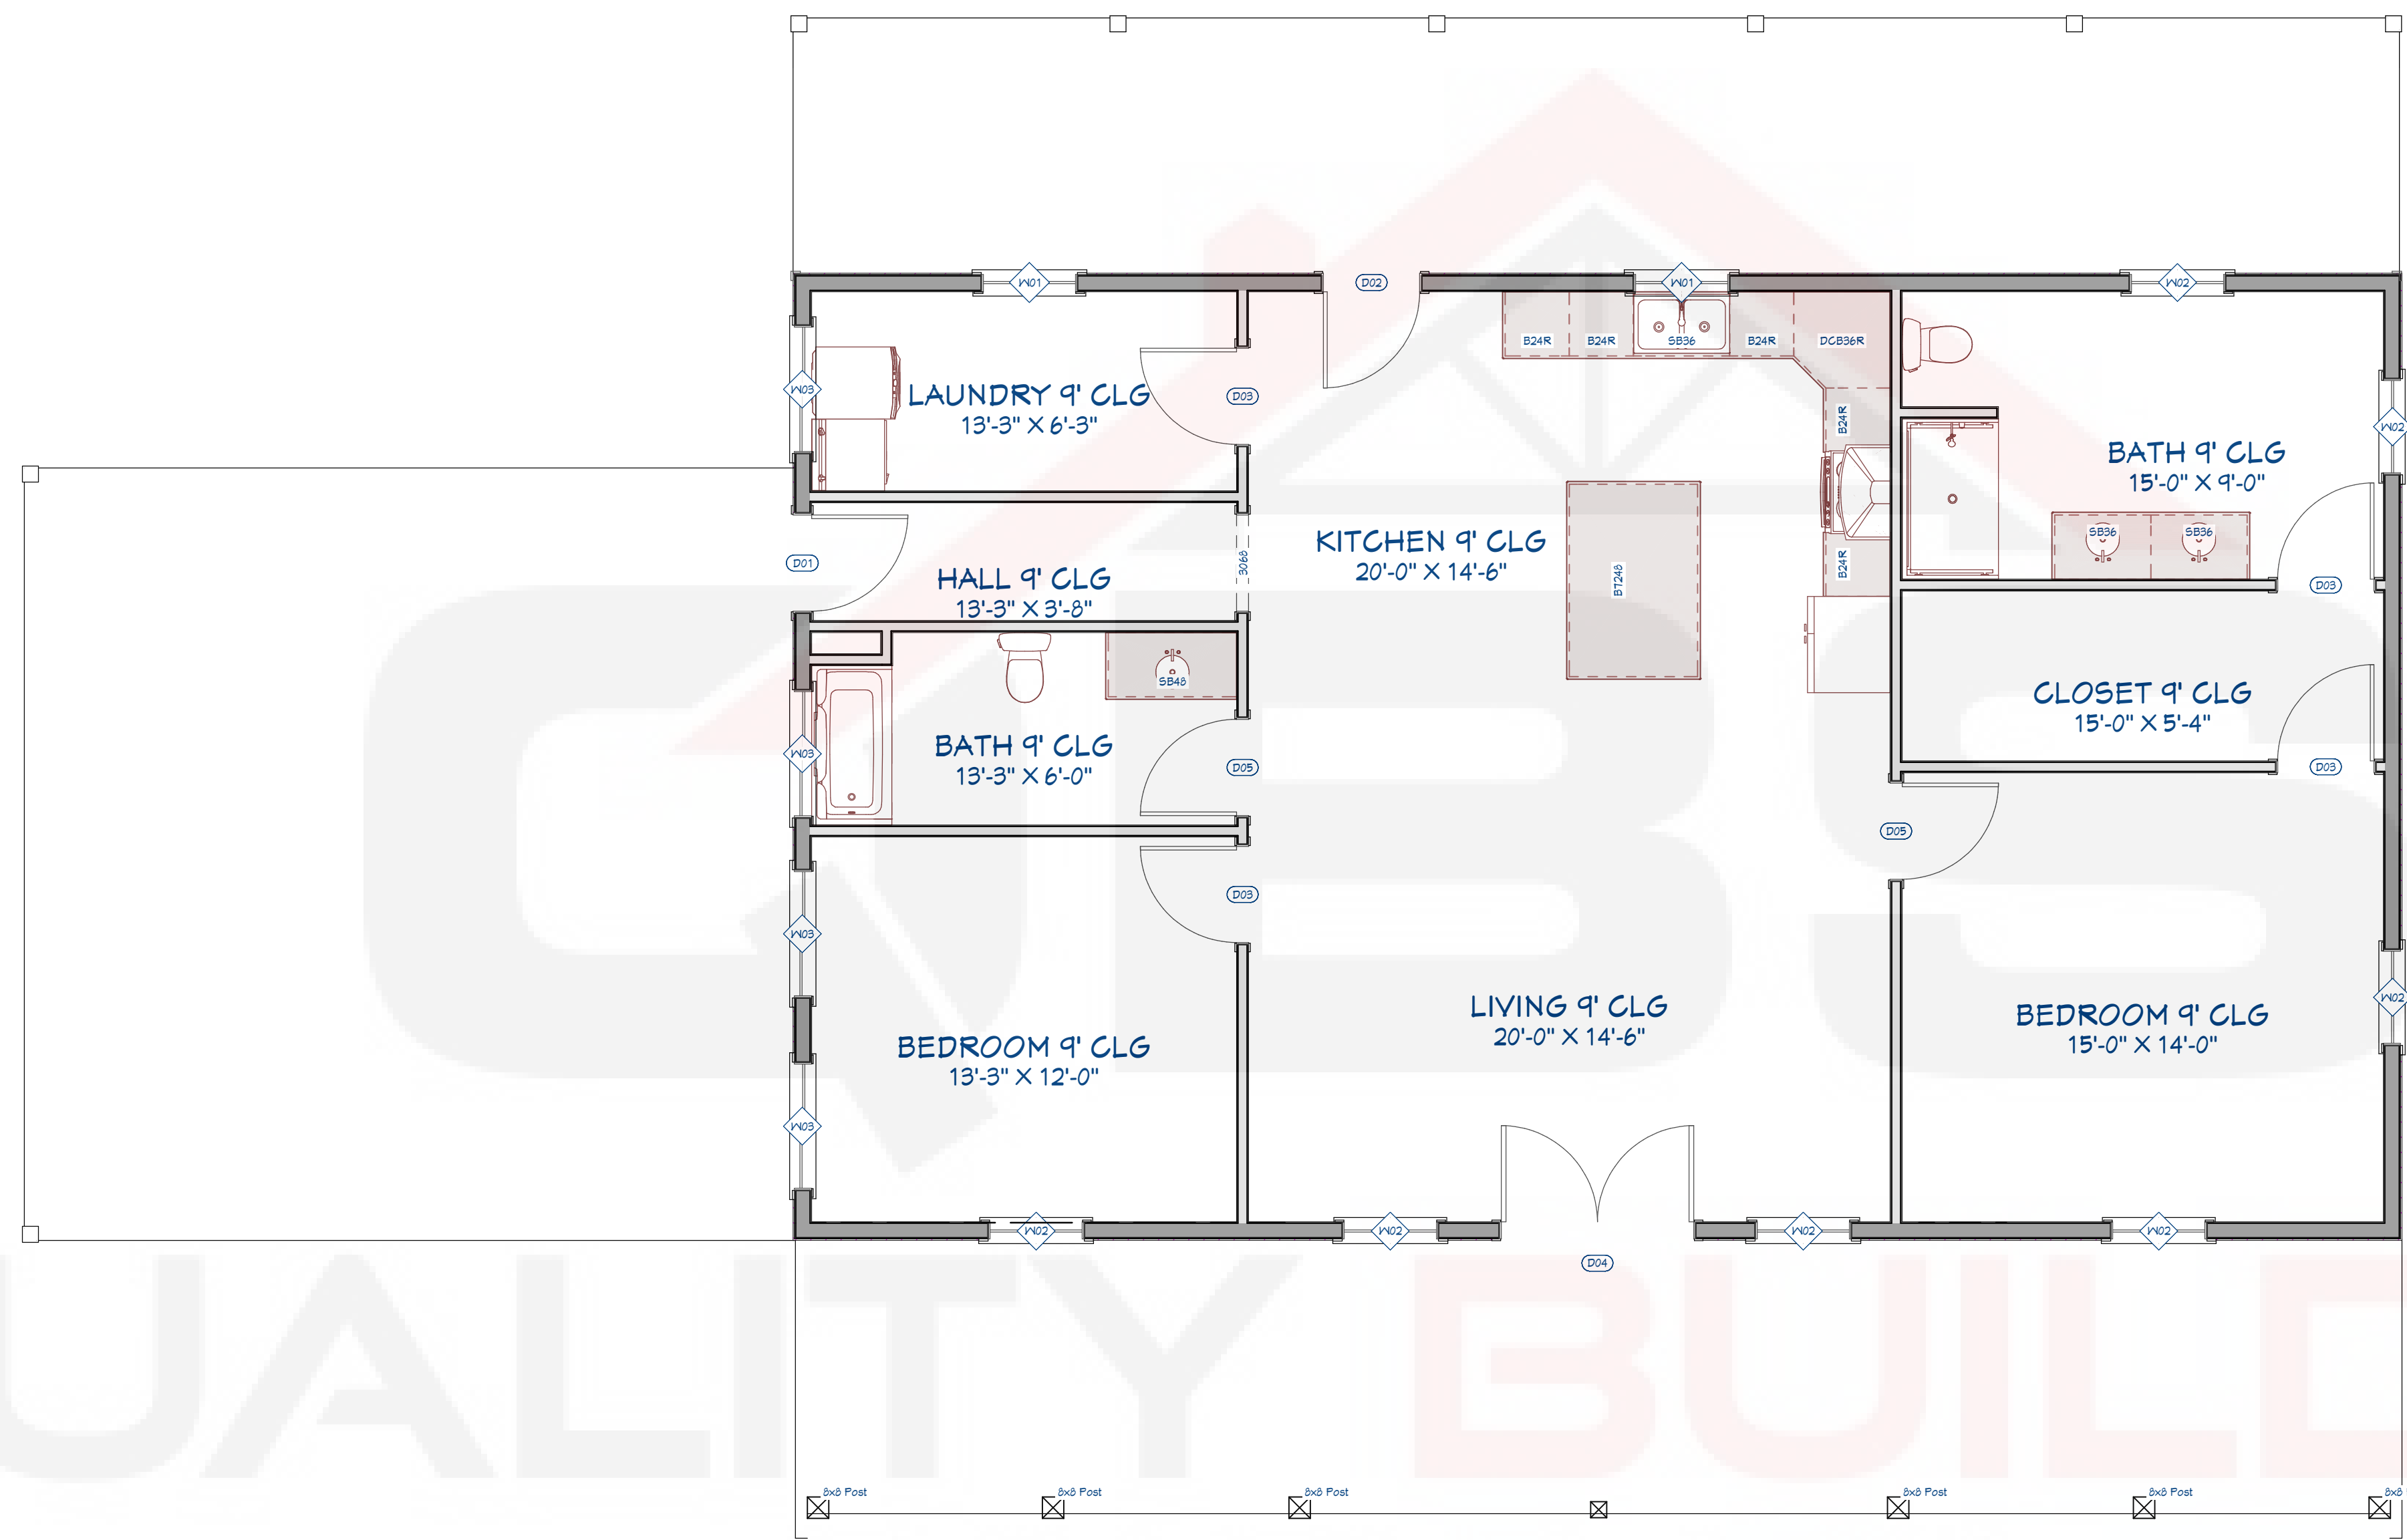 W01
D02
W01
W02
B24R
B24R
SB36
B24R
DCB36R
W03
LAUNDRY 9' CLG
13'-3" X 6'-3"
D03
B24R
W02
BATH 9' CLG
15'-0" X 9'-0"
D01
HALL 9' CLG
13'-3" X 3'-8"
3068
KITCHEN 9' CLG
20'-0" X 14'-6"
B7248
B24R
SB36
SB36
D03
SB48
W03
BATH 9' CLG
13'-3" X 6'-0"
D05
CLOSET 9' CLG
15'-0" X 5'-4"
D03
D05
D03
W03
W02
BEDROOM 9' CLG
13'-3" X 12'-0"
LIVING 9' CLG
20'-0" X 14'-6"
BEDROOM 9' CLG
15'-0" X 14'-0"
W03
W02
W02
W02
W02
D04
QBS
UALITY BUILD
8x8 Post
8x8 Post
8x8 Post
8x8 Post
8x8 Post
8x8